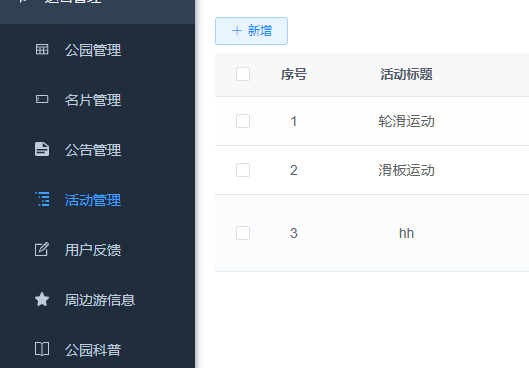 公园管理
名片管理
公告管理
活动管理
用户反馈
周边游信息
公园科普
+ 新增
序号 活动标题
1 轮滑运动
2 滑板运动
3 hh